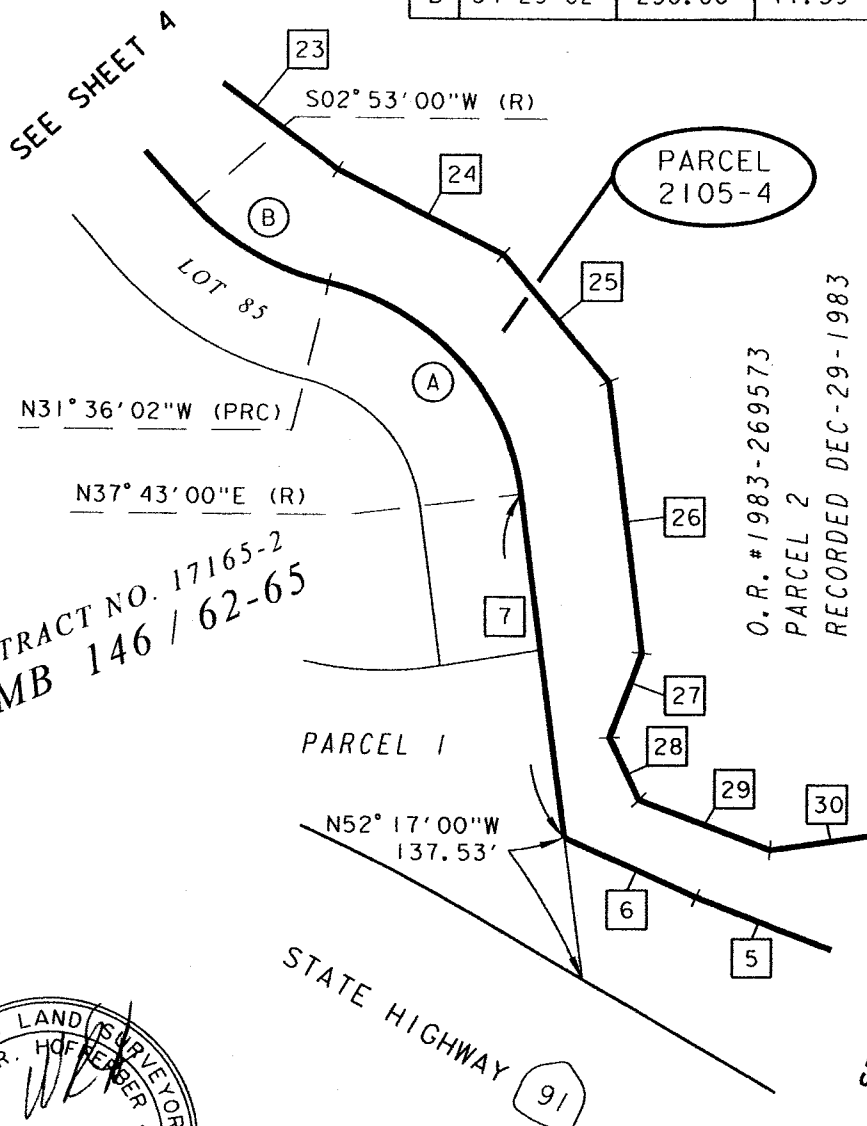 SEE SHEET 4
23
S02°53'00"W (R)
24
PARCEL
2105-4
B
LOT 85
25
A
N31°36'02"W (PRC)
N37°43'00"E (R)
26
O.R. #1983-269573
PARCEL 2
RECORDED DEC-29-1983
TRACT NO. 17165-2
MB 146 / 62-65
7
27
PARCEL 1
28
29
30
N52°17'00"W
137.53'
6
5
STATE HIGHWAY
91
LAND SURVEYOR
R. HOFFERBER